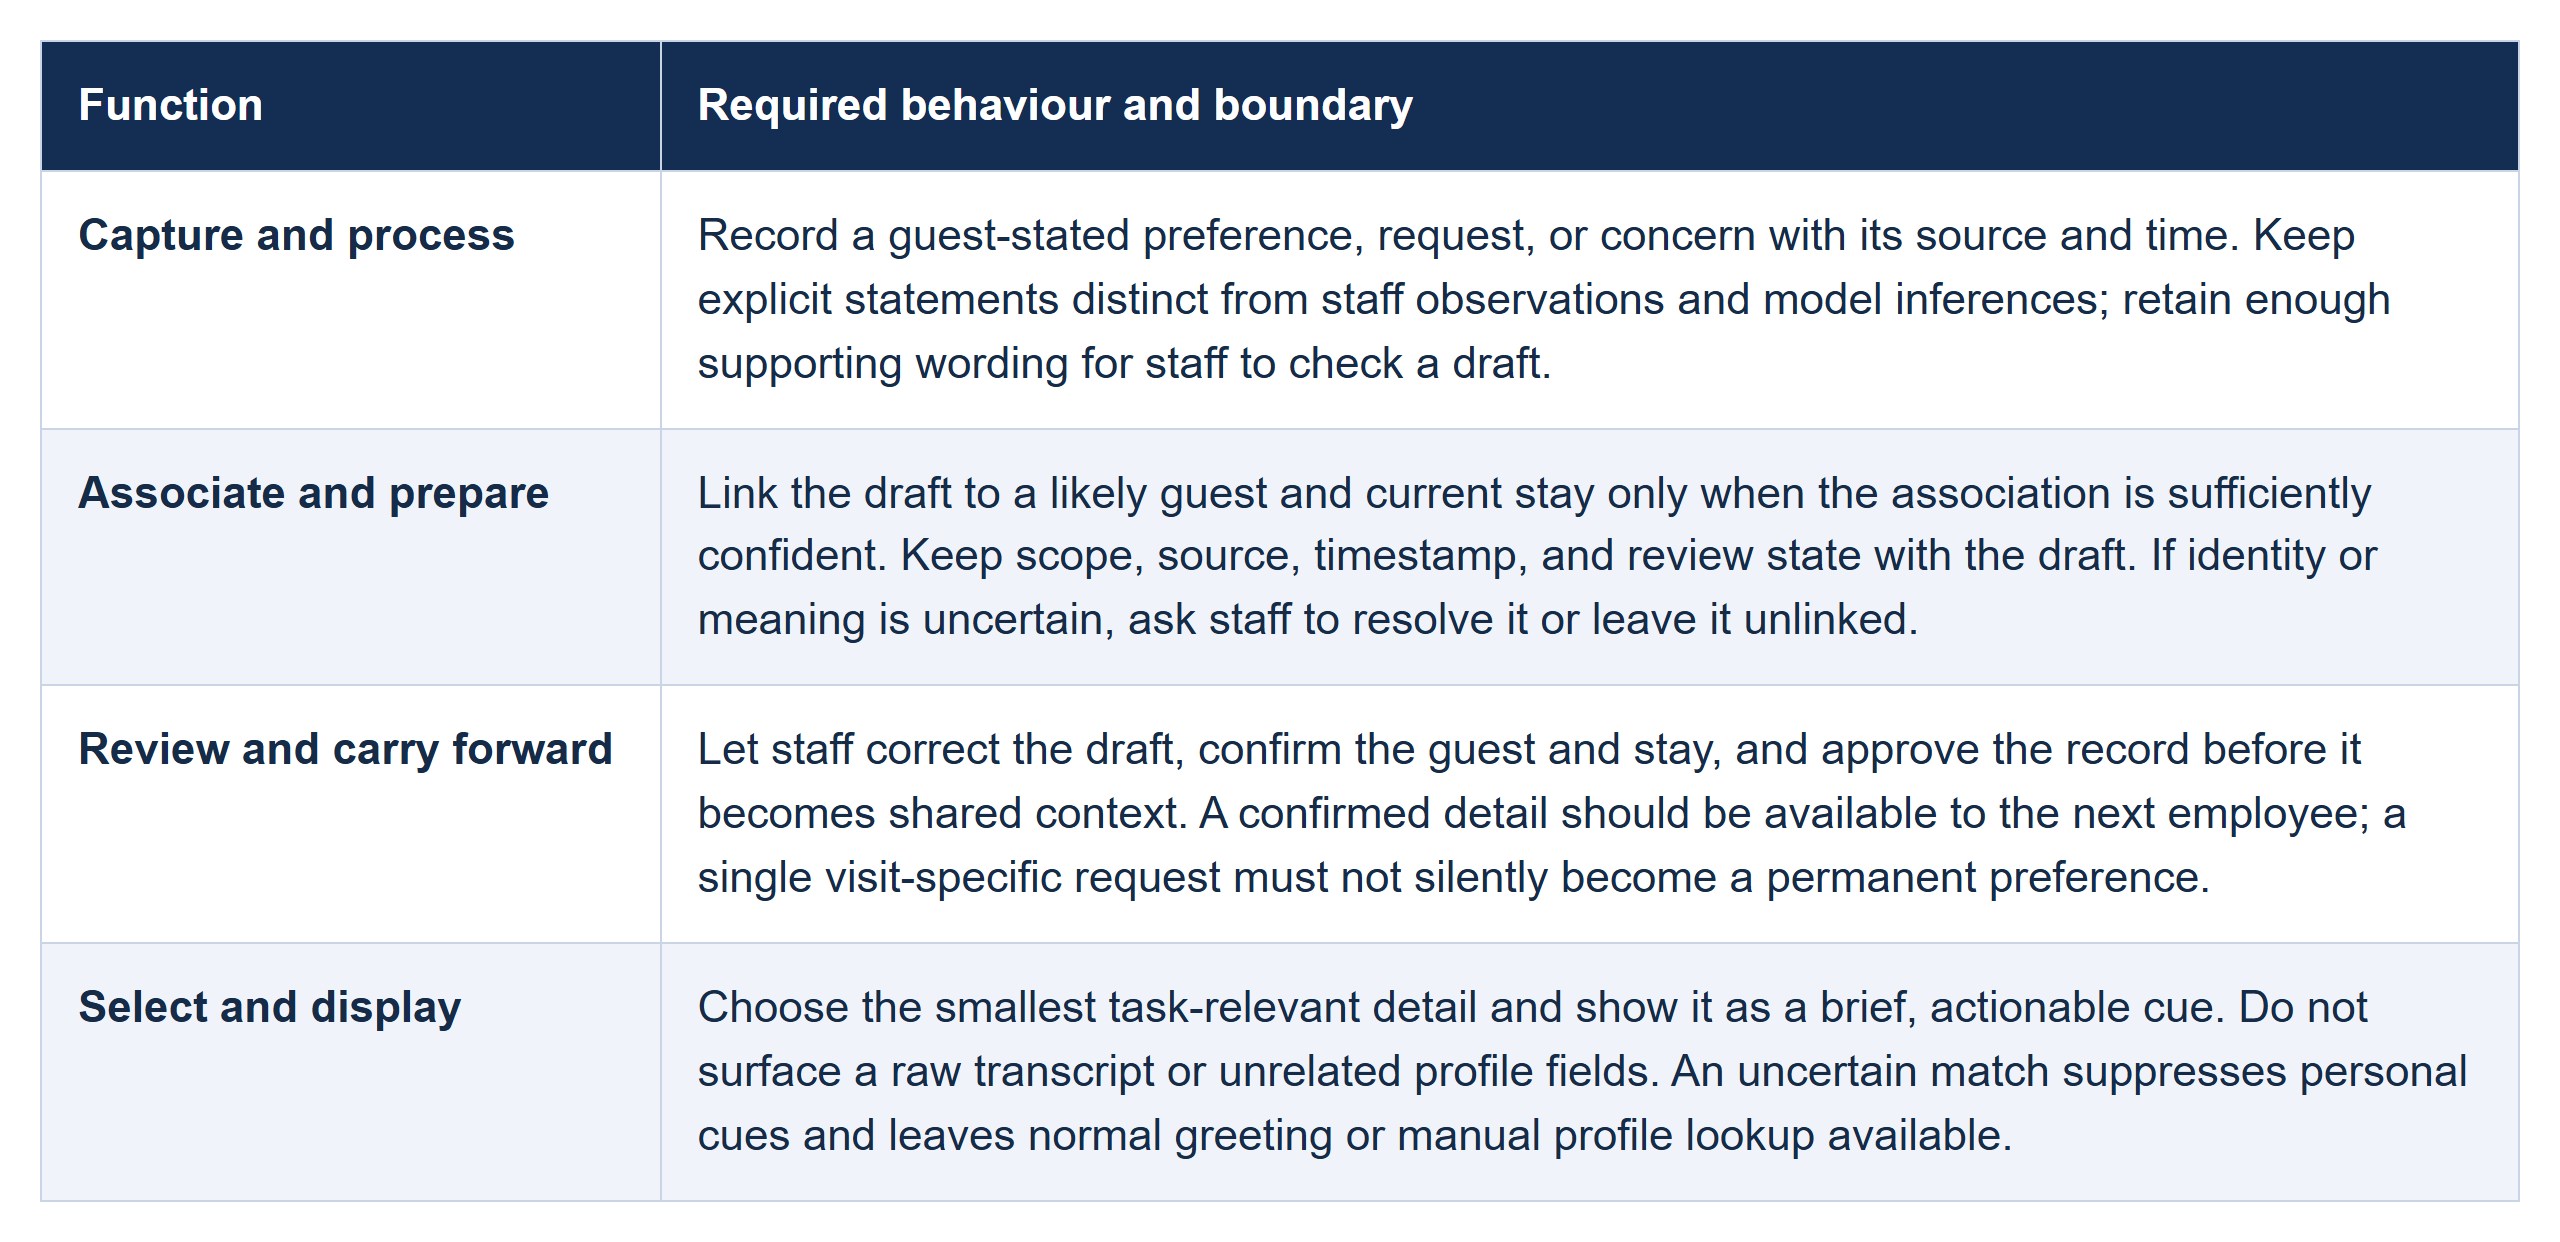 Function
Required behaviour and boundary
Capture and process
Record a guest-stated preference, request, or concern with its source and time. Keep
explicit statements distinct from staff observations and model inferences; retain enough
supporting wording for staff to check a draft.
Associate and prepare
Link the draft to a likely guest and current stay only when the association is sufficiently
confident. Keep scope, source, timestamp, and review state with the draft. If identity or
meaning is uncertain, ask staff to resolve it or leave it unlinked.
Review and carry forward
Let staff correct the draft, confirm the guest and stay, and approve the record before it
becomes shared context. A confirmed detail should be available to the next employee; a
single visit-specific request must not silently become a permanent preference.
Select and display
Choose the smallest task-relevant detail and show it as a brief, actionable cue. Do not
surface a raw transcript or unrelated profile fields. An uncertain match suppresses personal
cues and leaves normal greeting or manual profile lookup available.